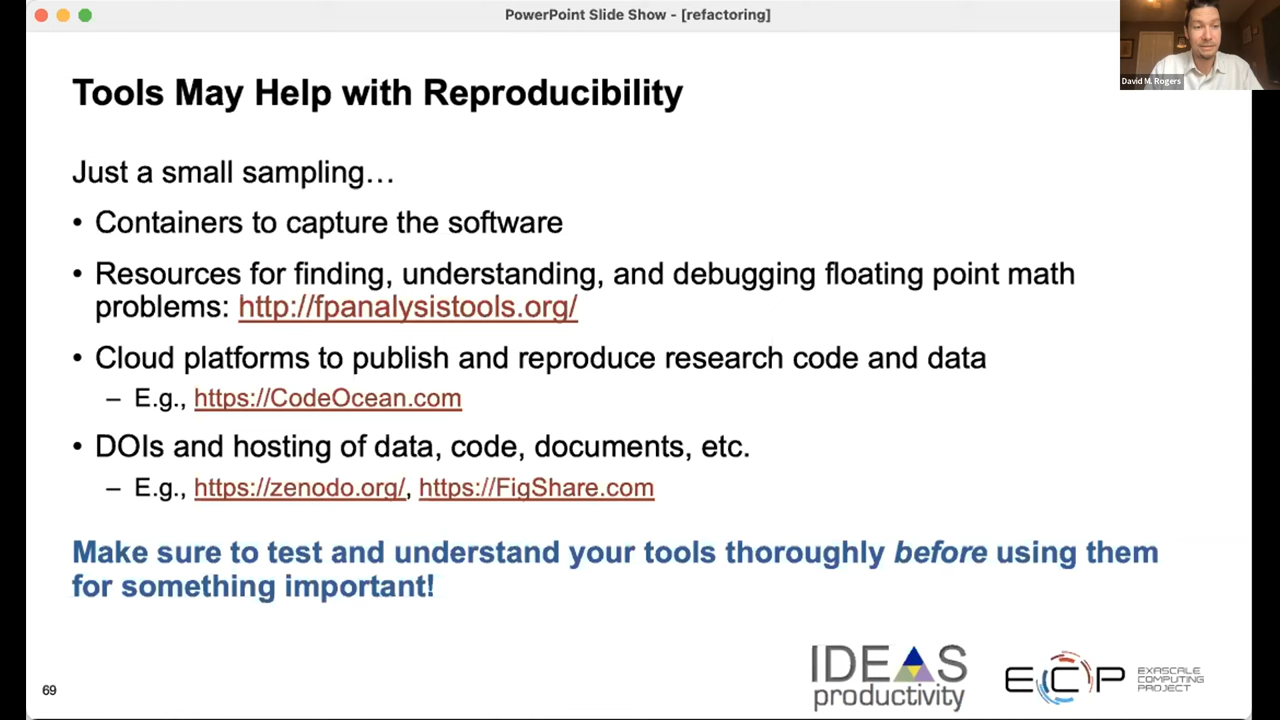 PowerPoint Slide Show - [refactoring]
David M. Rogers
Tools May Help with Reproducibility
Just a small sampling…
• Containers to capture the software
• Resources for finding, understanding, and debugging floating point math
problems: http://fpanalysistools.org/
• Cloud platforms to publish and reproduce research code and data
– E.g., https://CodeOcean.com
• DOIs and hosting of data, code, documents, etc.
– E.g., https://zenodo.org/, https://FigShare.com
Make sure to test and understand your tools thoroughly before using them
for something important!
69
IDEAS
productivity
ECP
EXASCALE
COMPUTING
PROJECT